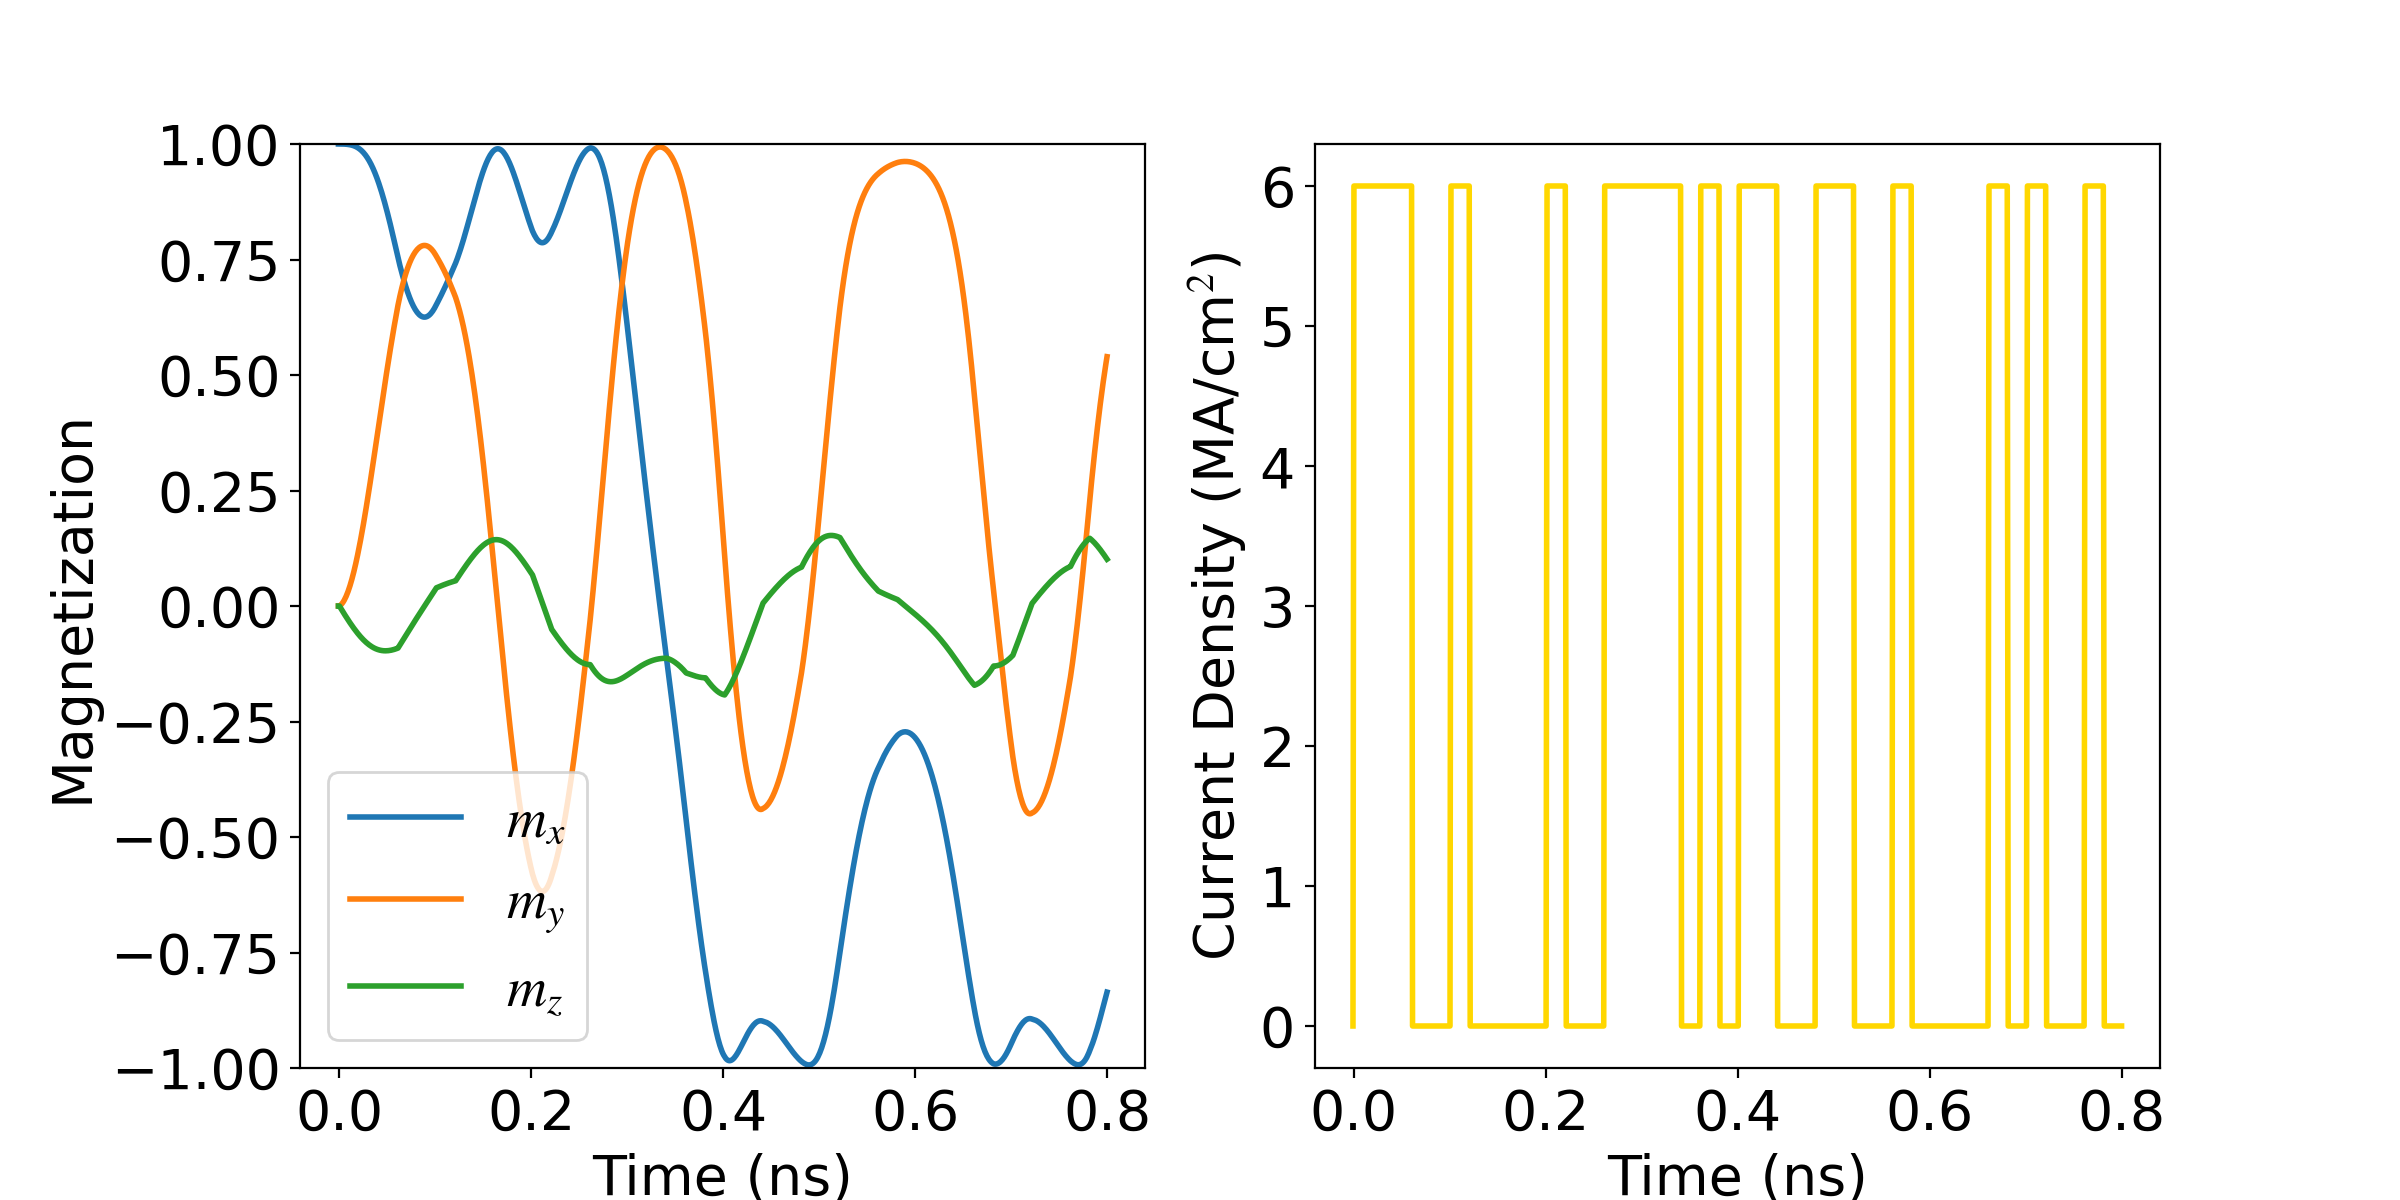 1.00
0.75
0.50
0.25
0.00
−0.25
−0.50
−0.75
−1.00
Magnetization
m_x
m_y
m_z
0.0 0.2 0.4 0.6 0.8
Time (ns)
6
5
4
3
2
1
0
Current Density (MA/cm²)
0.0 0.2 0.4 0.6 0.8
Time (ns)